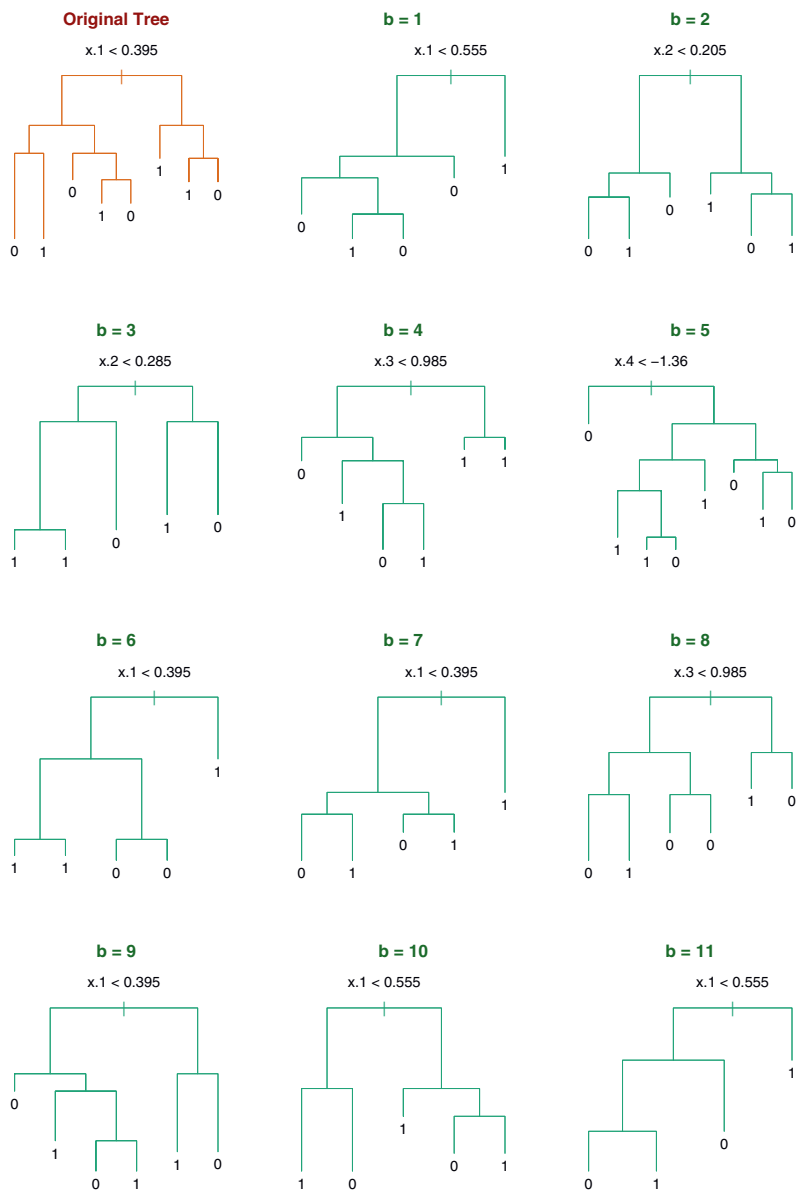 Original Tree
x.1 < 0.395
1
0
1 0
1 0
0 1
b = 1
x.1 < 0.555
1
0
0
1 0
b = 2
x.2 < 0.205
1
0
0 1
0 1
b = 3
x.2 < 0.285
1 0
0
1 1
b = 4
x.3 < 0.985
1 1
0
1
0 1
b = 5
x.4 < −1.36
0
0
1
1 0
1
1 0
b = 6
x.1 < 0.395
1
1 1 0 0
b = 7
x.1 < 0.395
1
0 1
0 1
b = 8
x.3 < 0.985
1 0
0 0
0 1
b = 9
x.1 < 0.395
0
1
1 0
0 1
b = 10
x.1 < 0.555
1
0 1
1 0
b = 11
x.1 < 0.555
1
0
0 1